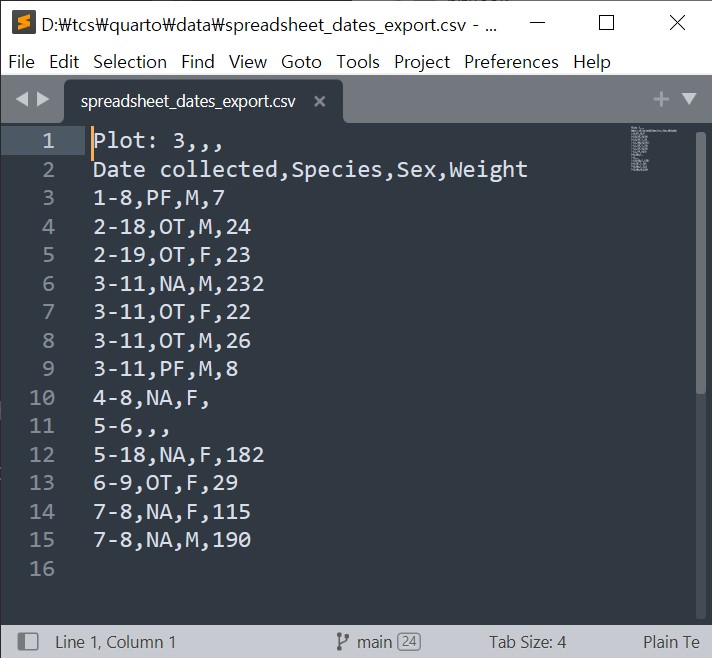 D:₩tcs₩quarto₩data₩spreadsheet_dates_export.csv - ...
File Edit Selection Find View Goto Tools Project Preferences Help
spreadsheet_dates_export.csv
1 Plot: 3,,,
2 Date collected,Species,Sex,Weight
3 1-8,PF,M,7
4 2-18,OT,M,24
5 2-19,OT,F,23
6 3-11,NA,M,232
7 3-11,OT,F,22
8 3-11,OT,M,26
9 3-11,PF,M,8
10 4-8,NA,F,
11 5-6,,,
12 5-18,NA,F,182
13 6-9,OT,F,29
14 7-8,NA,F,115
15 7-8,NA,M,190
16
Line 1, Column 1 main 24 Tab Size: 4 Plain Te